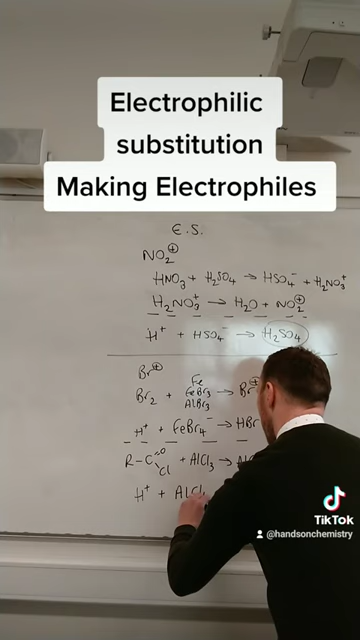 Electrophilic
substitution
Making Electrophiles
E.S.
NO₂⊕
HNO₃ + H₂SO₄ → HSO₄⁻ + H₂NO₃⁺
H₂NO₃⁺ → H₂O + NO₂⊕
H⁺ + HSO₄⁻ → H₂SO₄
Br⊕
Fe
Br₂ + FeBr₃ → Br⊕
AlBr₃
H⁺ + FeBr₄⁻ → HBr
R-C=O Cl + AlCl₃ →
H⁺ + AlCl
TikTok
@handsonchemistry